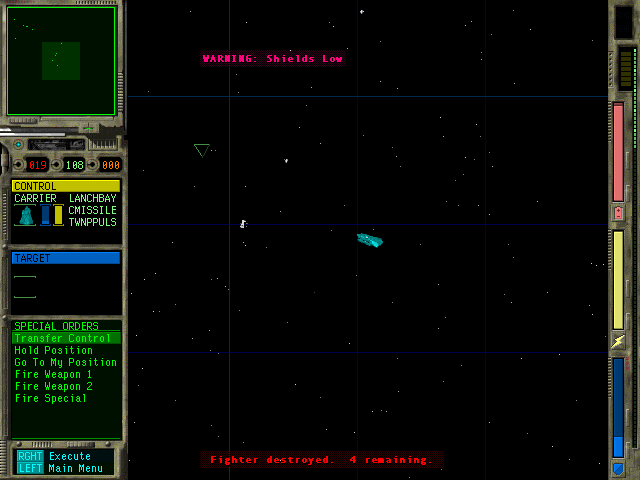 WARNING: Shields Low
019 108 000
CONTROL
CARRIER LANCHBAY
CMISSILE
TWNPPULS
TARGET
SPECIAL ORDERS
Transfer Control
Hold Position
Go To My Position
Fire Weapon 1
Fire Weapon 2
Fire Special
RGHT Execute
LEFT Main Menu
Fighter destroyed. 4 remaining.